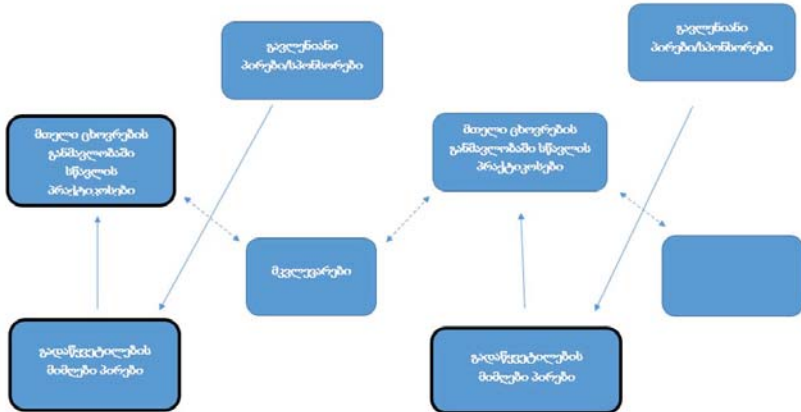 გავლენიანი
პირები/სპონსორები
გავლენიანი
პირები/სპონსორები
მთელი ცხოვრების
განმავლობაში
სწავლის
პრაქტიკოსები
მთელი ცხოვრების
განმავლობაში სწავლის
პრაქტიკოსები
მკვლევარები
გადაწყვეტილების
მიმღები პირები
გადაწყვეტილების
მიმღები პირები